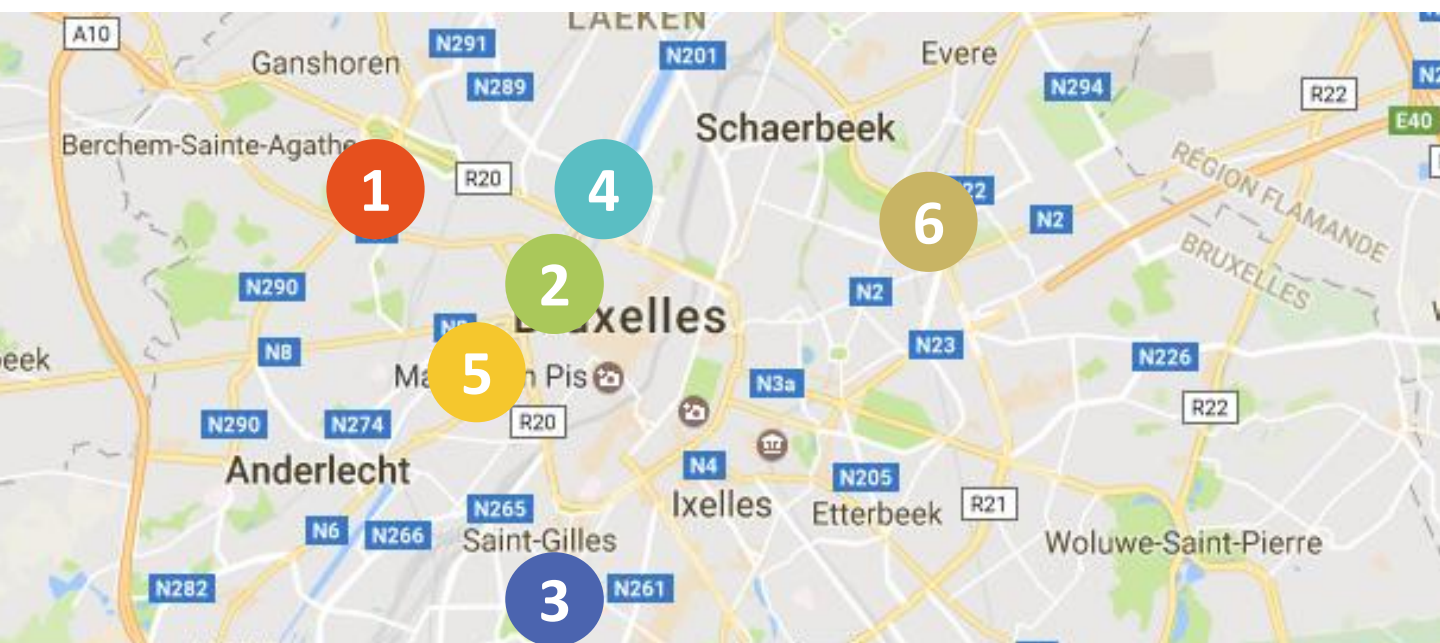 LAEKEN
A10
N291
N201
Evere
Ganshoren
N289
N294
R22
E40
Schaerbeek
Berchem-Sainte-Agathe
RÉGION FLAMANDE
R20
1
4
22
6
N2
BRUXELLES
N290
2
N2
Bruxelles
N8
N23
N226
5
Pis
N3a
R22
N290
N274
R20
Anderlecht
N4
N205
Ixelles
Etterbeek
R21
N265
N6
N266
Saint-Gilles
Woluwe-Saint-Pierre
N282
3
N261